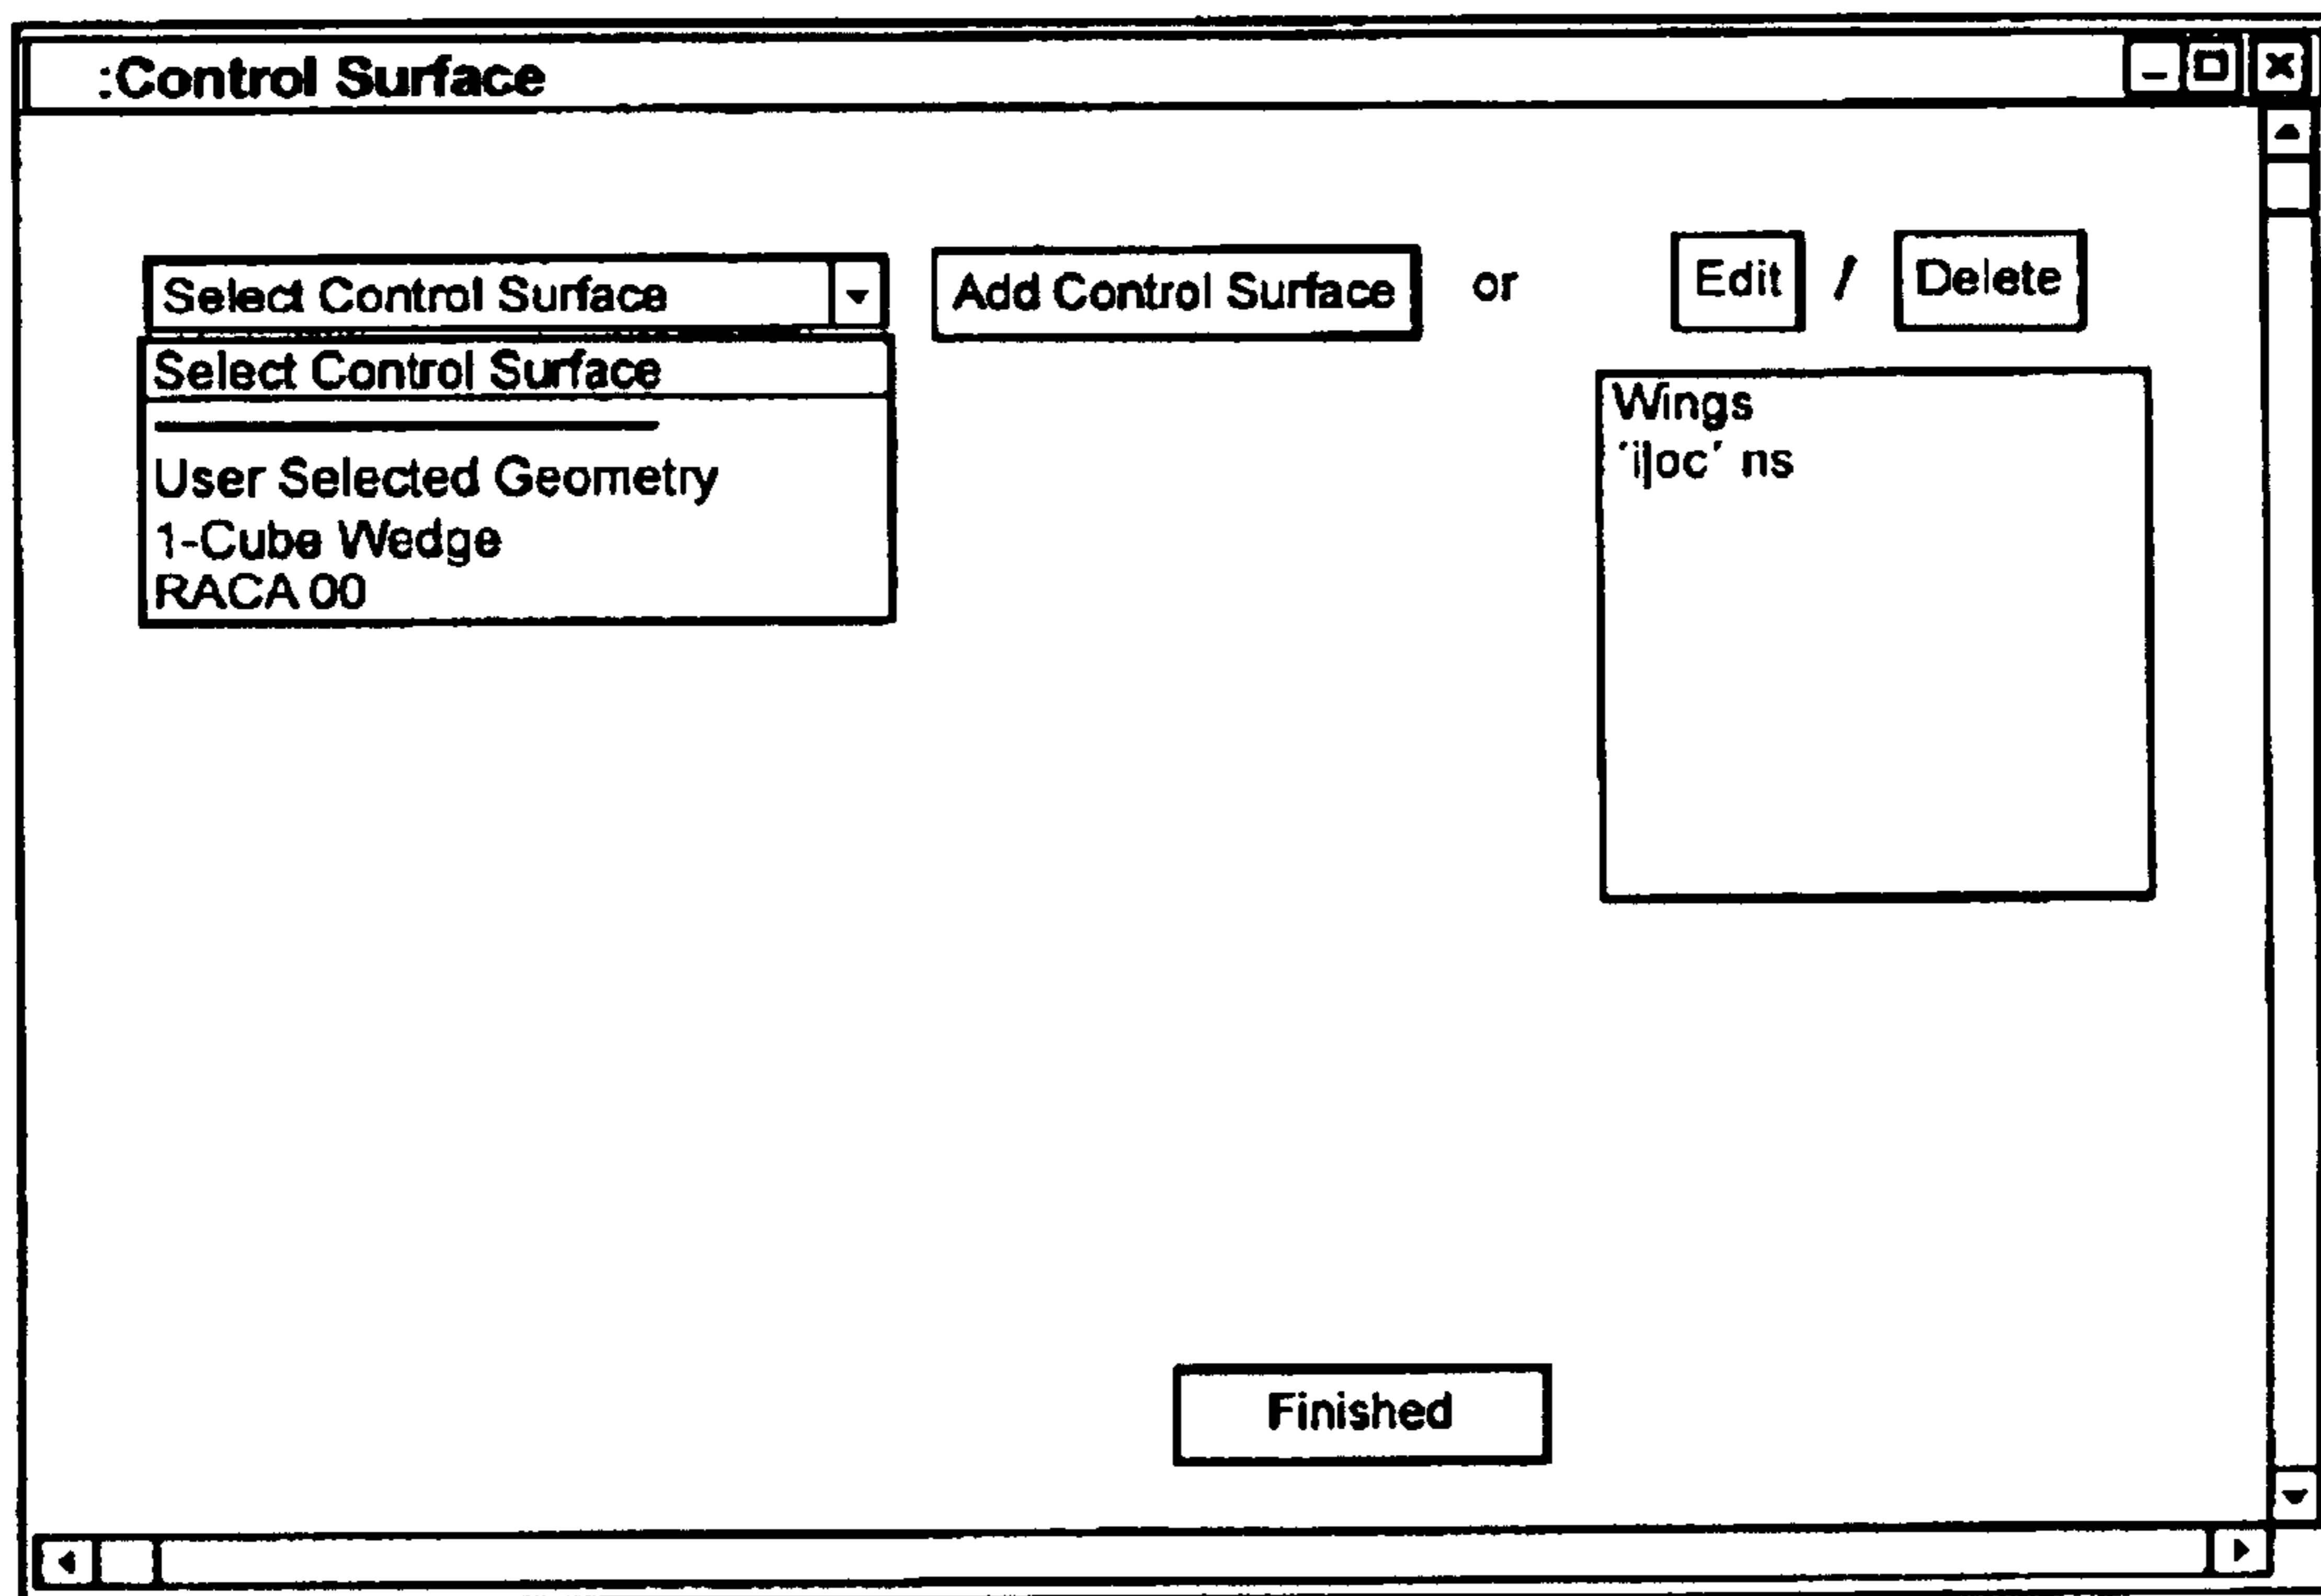 :Control Surface
Select Control Surface
Add Control Surface
or
Edit / Delete
Select Control Surface
User Selected Geometry
1-Cube Wedge
RACA 00
Wings
ns
Finished